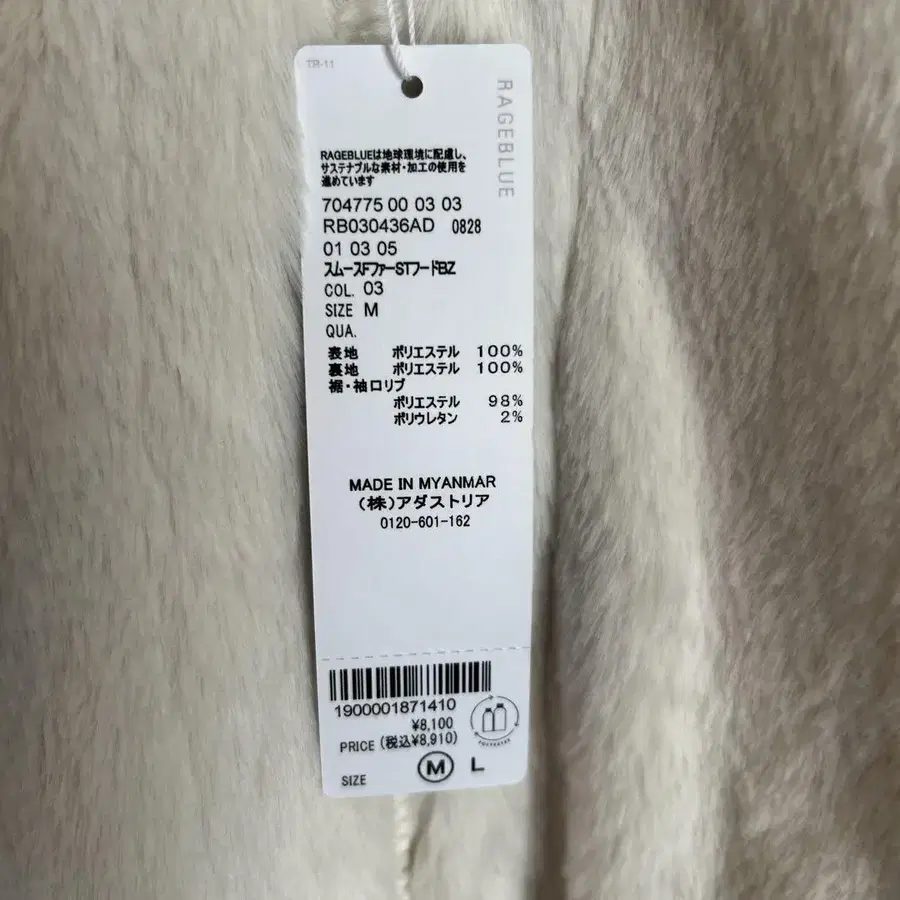 TR-11
RAGEBLUE
RAGEBLUEは地球環境に配慮し、
サステナブルな素材・加工の使用を
進めています
704775 00 03 03
RB030436AD 0828
01 03 05
スムースFファーSTフードBZ
COL. 03
SIZE M
QUA.
表地 ポリエステル 100%
裏地 ポリエステル 100%
裾・袖口リブ
ポリエステル 98%
ポリウレタン 2%
MADE IN MYANMAR
(株)アダストリア
0120-601-162
1900001871410
¥8,100
PRICE (税込¥8,910)
SIZE M L
POLYESTER